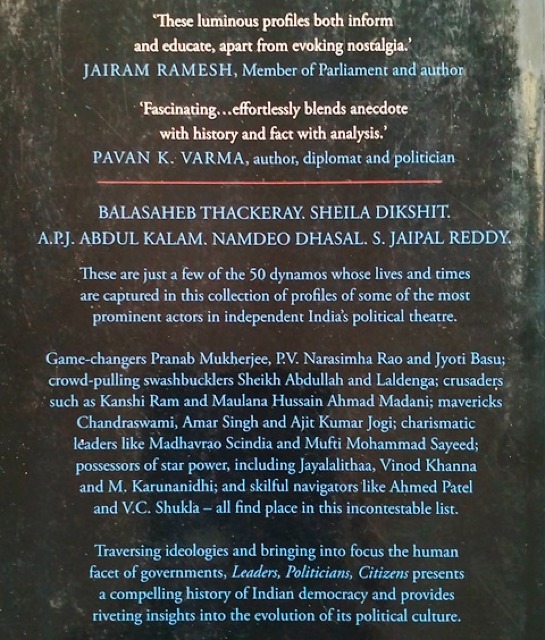 ‘These luminous profiles both inform
and educate, apart from evoking nostalgia.’
JAIRAM RAMESH, Member of Parliament and author
‘Fascinating…effortlessly blends anecdote
with history and fact with analysis.’
PAVAN K. VARMA, author, diplomat and politician
BALASAHEB THACKERAY. SHEILA DIKSHIT.
A.P.J. ABDUL KALAM. NAMDEO DHASAL. S. JAIPAL REDDY.
These are just a few of the 50 dynamos whose lives and times
are captured in this collection of profiles of some of the most
prominent actors in independent India’s political theatre.
Game-changers Pranab Mukherjee, P.V. Narasimha Rao and Jyoti Basu;
crowd-pulling swashbucklers Sheikh Abdullah and Laldenga; crusaders
such as Kanshi Ram and Maulana Hussain Ahmad Madani; mavericks
Chandraswami, Amar Singh and Ajit Kumar Jogi; charismatic
leaders like Madhavrao Scindia and Mufti Mohammad Sayeed;
possessors of star power, including Jayalalithaa, Vinod Khanna
and M. Karunanidhi; and skilful navigators like Ahmed Patel
and V.C. Shukla – all find place in this incontestable list.
Traversing ideologies and bringing into focus the human
facet of governments, Leaders, Politicians, Citizens presents
a compelling history of Indian democracy and provides
riveting insights into the evolution of its political culture.